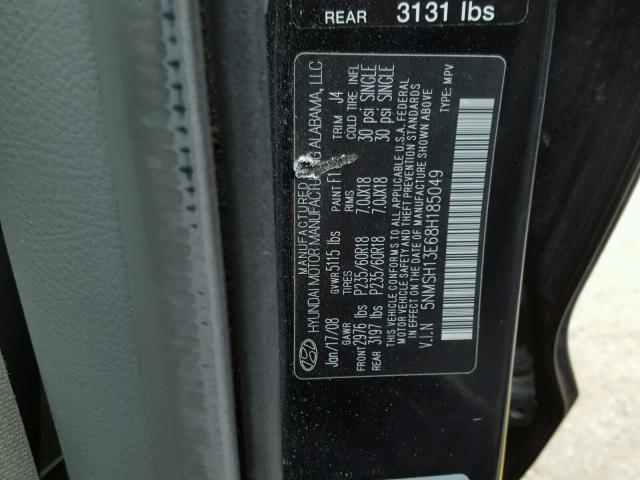 REAR 3131 lbs
MANUFACTURED
HYUNDAI MOTOR MANUFACTURING ALABAMA, LLC
Jan/17/08 GVWR 5115 lbs PAINT TRIM J4
GAWR TIRES RIMS COLD TIRE INFL
FRONT 2976 lbs P235/60R18 7.0JX18 30 psi SINGLE
REAR 3197 lbs P235/60R18 7.0JX18 30 psi SINGLE
THIS VEHICLE CONFORMS TO ALL APPLICABLE U.S.A. FEDERAL
MOTOR VEHICLE SAFETY AND THEFT PREVENTION STANDARDS
IN EFFECT ON THE DATE OF MANUFACTURE SHOWN ABOVE
V.I.N 5NMSH13E68H185049 TYPE: MPV